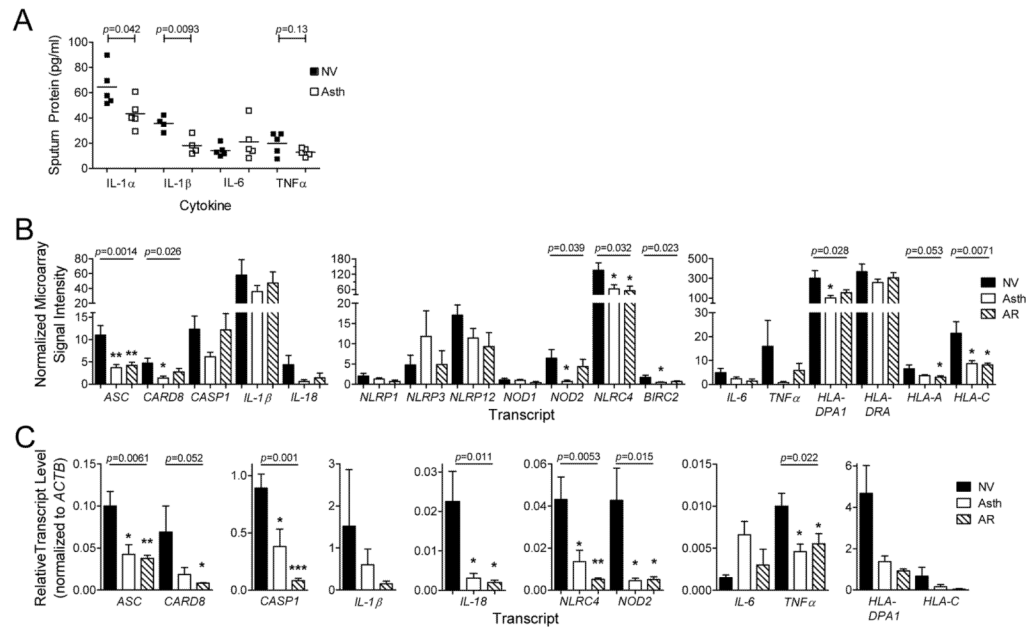 A
p=0.042 p=0.0093 p=0.13
Sputum Protein (pg/ml)
100
80
60
40
20
0
NV
Asth
IL-1α IL-1β IL-6 TNFα
Cytokine
B
Normalized Microarray
Signal Intensity
p=0.0014 p=0.026
80
60
40
20
15
10
5
0
** ** *
ASC CARD8 CASP1 IL-1β IL-18
p=0.039 p=0.032 p=0.023
180
120
60
20
15
10
5
0
* * * *
NLRP1 NLRP3 NLRP12 NOD1 NOD2 NLRC4 BIRC2
Transcript
p=0.028 p=0.053 p=0.0071
500
400
300
200
100
30
20
10
0
* * * *
IL-6 TNFα HLA-DPA1 HLA-DRA HLA-A HLA-C
NV
Asth
AR
C
RelativeTranscript Level
(normalized to ACTB)
p=0.0061 p=0.052
0.15
0.10
0.05
0.00
* ** *
ASC CARD8
p=0.001
1.0
0.5
0.0
* ***
CASP1
3
2
1
0
IL-1β
p=0.011
0.03
0.02
0.01
0.00
* *
IL-18
p=0.0053 p=0.015
0.06
0.04
0.02
0.00
* ** * *
NLRC4 NOD2
Transcript
p=0.022
0.015
0.010
0.005
0.000
* *
IL-6 TNFα
6
4
2
0
HLA-DPA1 HLA-C
NV
Asth
AR